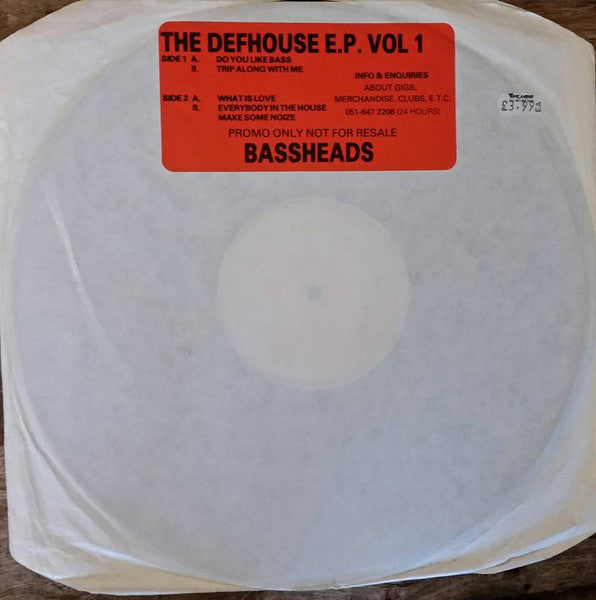 THE DEFHOUSE E.P. VOL 1
SIDE 1 A. DO YOU LIKE BASS
B. TRIP ALONG WITH ME
INFO & ENQUIRIES
ABOUT GIGS,
MERCHANDISE, CLUBS, E.T.C.
051-647 2208 (24 HOURS)
SIDE 2 A. WHAT IS LOVE
B. EVERYBODY IN THE HOUSE
MAKE SOME NOIZE
PROMO ONLY NOT FOR RESALE
BASSHEADS
£3.99